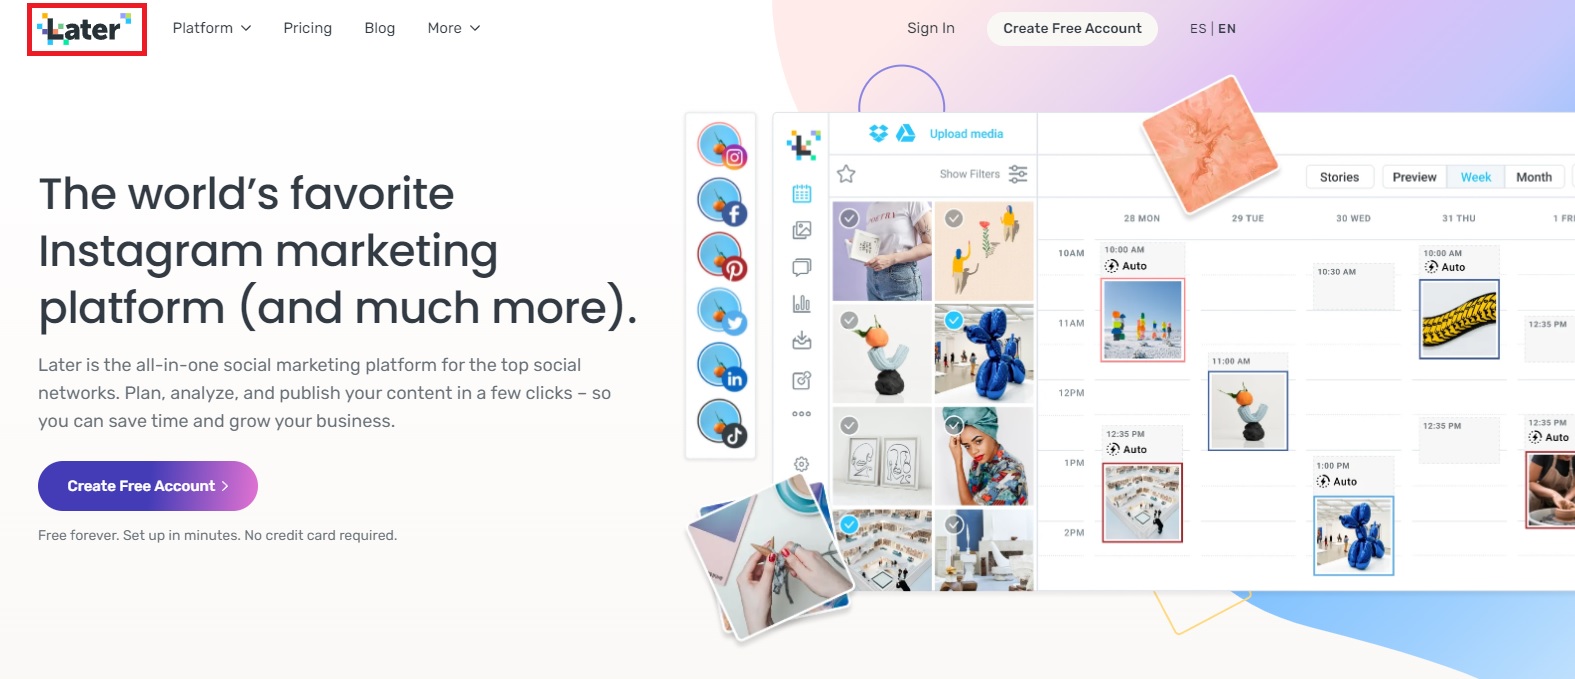 Later
Platform
Pricing
Blog
More
Sign In
Create Free Account
ES | EN
The world's favorite
Instagram marketing
platform (and much more).
Later is the all-in-one social marketing platform for the top social
networks. Plan, analyze, and publish your content in a few clicks – so
you can save time and grow your business.
Create Free Account
Free forever. Set up in minutes. No credit card required.
Upload media
Show Filters
Stories
Preview
Week
Month
28 MON
29 TUE
30 WED
31 THU
1 FRI
10AM
11AM
12PM
1PM
2PM
10:00 AM
Auto
12:35 PM
Auto
11:00 AM
10:30 AM
1:00 PM
Auto
10:00 AM
Auto
12:35 PM
12:35 PM
12:35 PM
Auto